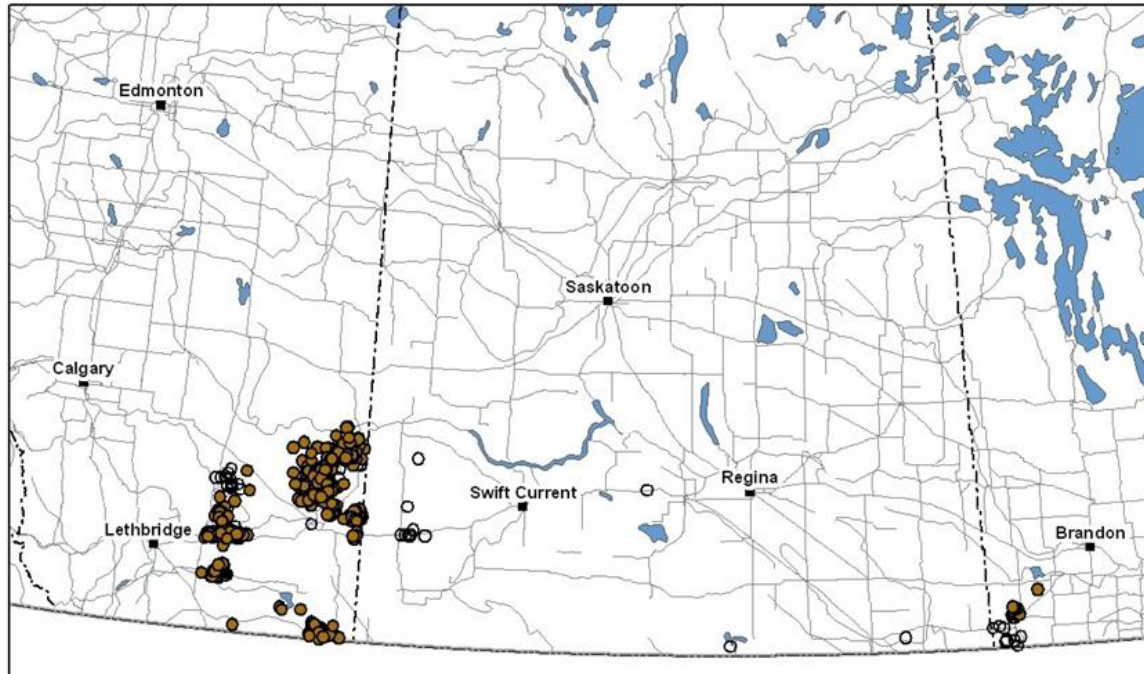 Edmonton
Saskatoon
Calgary
Regina
Swift Current
Lethbridge
Brandon